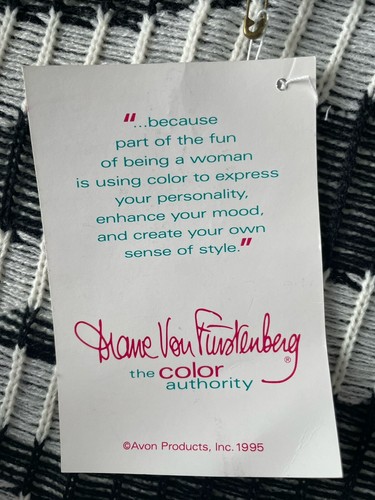 "...because
part of the fun
of being a woman
is using color to express
your personality,
enhance your mood,
and create your own
sense of style."
Diane Von Fürstenberg®
the color
authority
©Avon Products, Inc. 1995